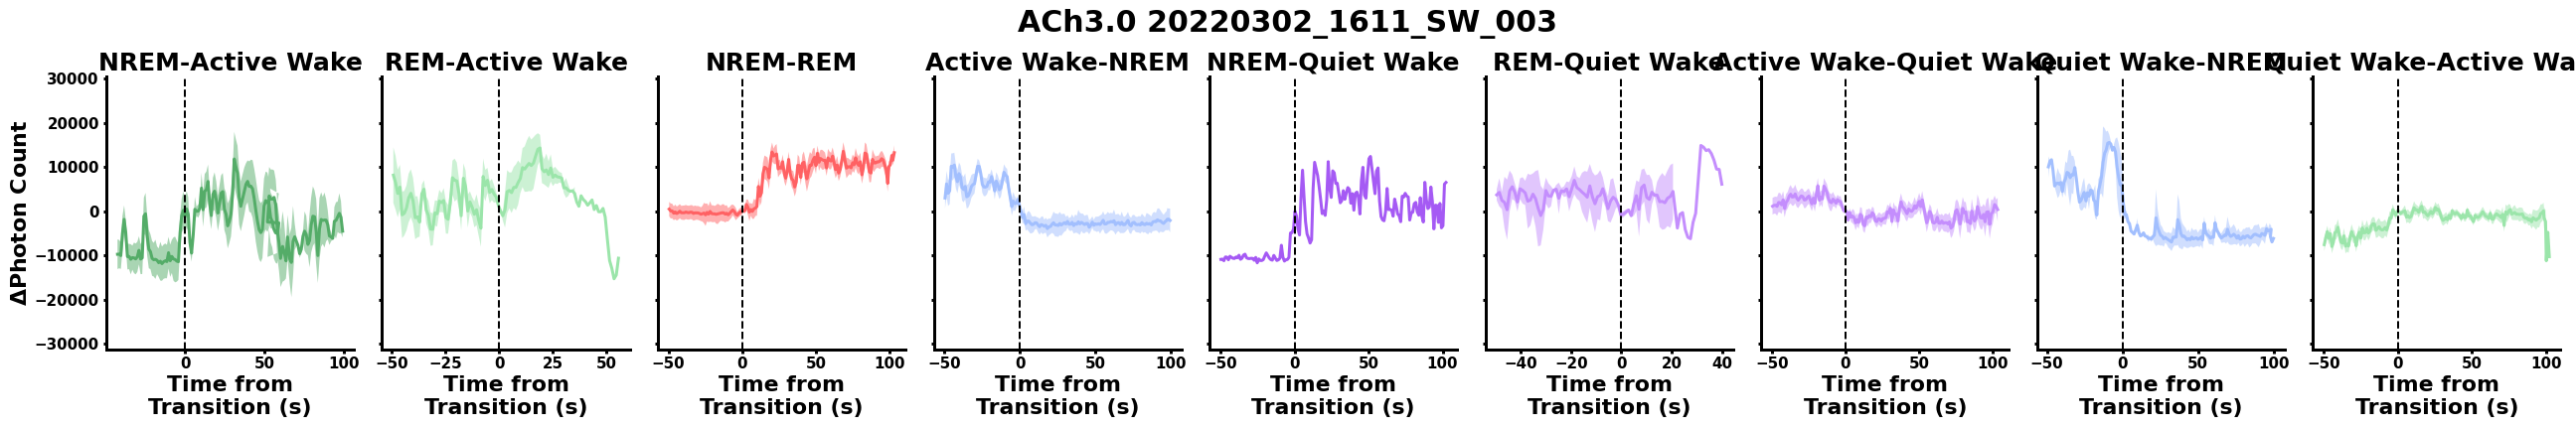 ACh3.0 20220302_1611_SW_003
NREM-Active Wake
REM-Active Wake
NREM-REM
Active Wake-NREM
NREM-Quiet Wake
REM-Quiet Wake
Active Wake-Quiet Wake
Quiet Wake-NREM
Quiet Wake-Active Wa
ΔPhoton Count
30000
20000
10000
0
−10000
−20000
−30000
0 50 100
−50 −25 0 25 50
−50 0 50 100
−50 0 50 100
−50 0 50 100
−40 −20 0 20 40
−50 0 50 100
−50 0 50 100
−50 0 50 100
Time from
Transition (s)
Time from
Transition (s)
Time from
Transition (s)
Time from
Transition (s)
Time from
Transition (s)
Time from
Transition (s)
Time from
Transition (s)
Time from
Transition (s)
Time from
Transition (s)